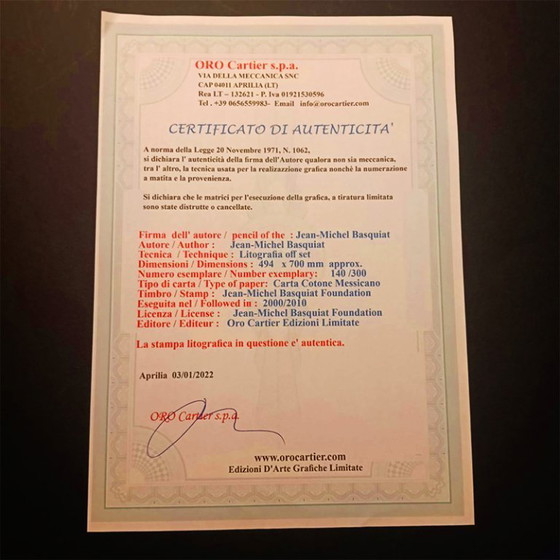 ORO Cartier s.p.a.
VIA DELLA MECCANICA SNC
CAP 04011 APRILIA (LT)
Rea LT – 132621 - P. Iva 01921530596
Tel . +39 0656559983- Email info@orocartier.com
CERTIFICATO DI AUTENTICITA'
A norma della Legge 20 Novembre 1971, N. 1062,
si dichiara l' autenticità della firma dell'Autore qualora non sia meccanica,
tra l' altro, la tecnica usata per la realizazzione grafica nonchè la numerazione
a matita e la provenienza.
Si dichiara che le matrici per l'esecuzione della grafica, a tiratura limitata
sono state distrutte o cancellate.
Firma dell' autore / pencil of the : Jean-Michel Basquiat
Autore / Author : Jean-Michel Basquiat
Tecnica / Technique : Litografia off set
Dimensioni / Dimensions : 494 x 700 mm approx.
Numero esemplare / Number exemplary: 140 /300
Tipo di carta / Type of paper: Carta Cotone Messicano
Timbro / Stamp : Jean-Michel Basquiat Foundation
Eseguita nel / Followed in : 2000/2010
Licenza / License : Jean-Michel Basquiat Foundation
Editore / Editeur : Oro Cartier Edizioni Limitate
La stampa litografica in questione e' autentica.
Aprilia 03/01/2022
ORO Cartier s.p.a.
www.orocartier.com
Edizioni D'Arte Grafiche Limitate